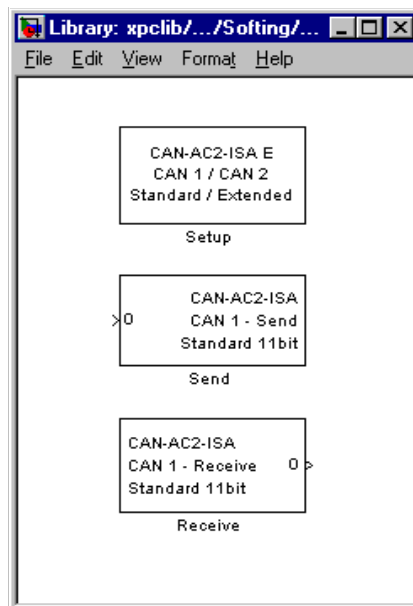 Library: xpclib/.../Softing/...
File Edit View Format Help
CAN-AC2-ISA E
CAN 1 / CAN 2
Standard / Extended
Setup
CAN-AC2-ISA
0 CAN 1 - Send
Standard 11bit
Send
CAN-AC2-ISA
CAN 1 - Receive 0
Standard 11bit
Receive